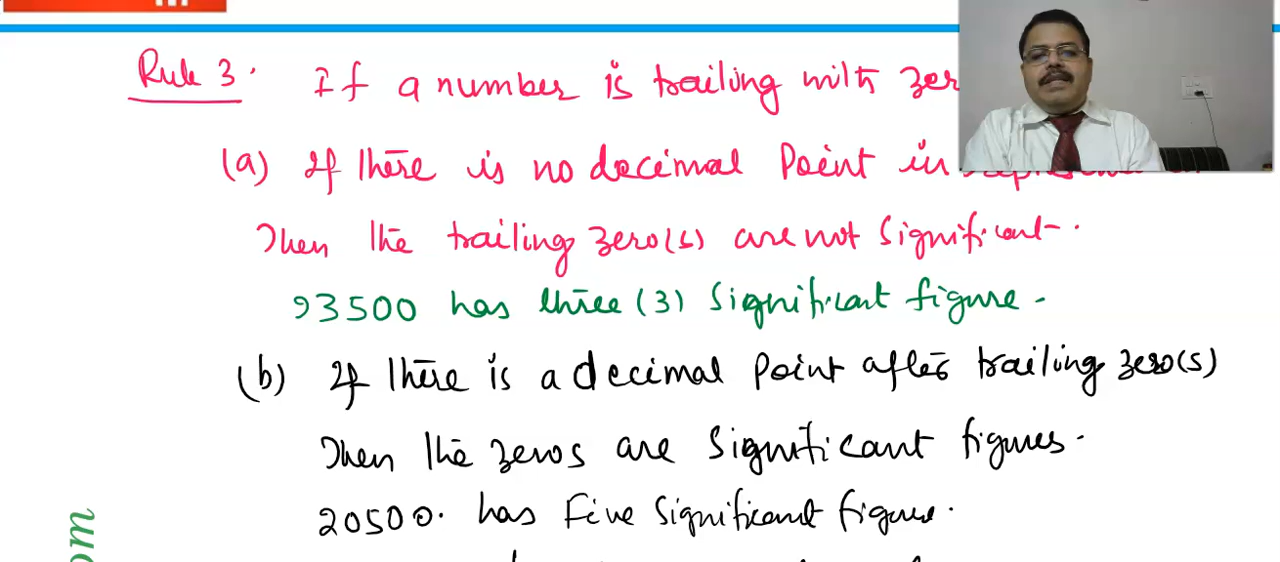 Rule 3. If a number is trailing with
(a) If there is no decimal Point in
Then the trailing zero(s) are not significant.
93500 has three (3) significant figure.
(b) If there is a decimal point after trailing zero(s)
Then the zeros are significant figures.
20500. has Five significant figure.
om